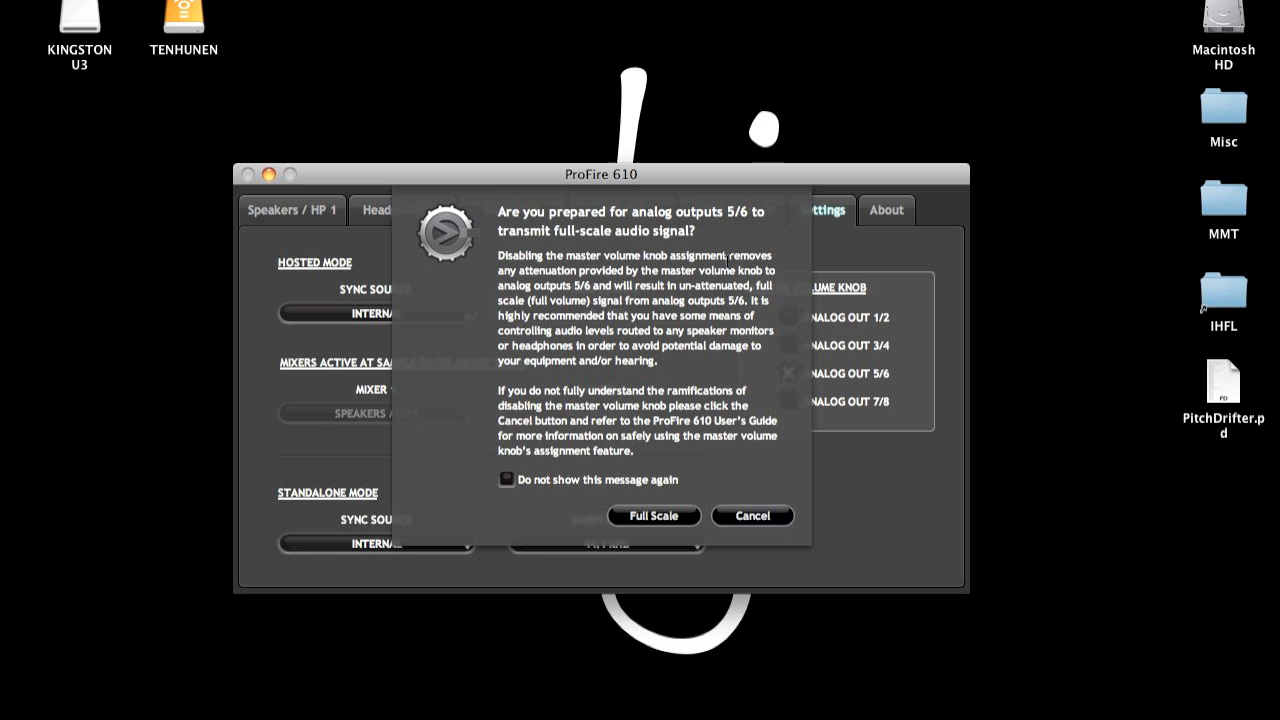 KINGSTON
U3
TENHUNEN
Macintosh
HD
Misc
MMT
IHFL
PD
PitchDrifter.p
d
ProFire 610
Speakers / HP 1
About
Are you prepared for analog outputs 5/6 to
transmit full-scale audio signal?
Disabling the master volume knob assignment removes
any attenuation provided by the master volume knob to
analog outputs 5/6 and will result in un-attenuated, full
scale (full volume) signal from analog outputs 5/6. It is
highly recommended that you have some means of
controlling audio levels routed to any speaker monitors
or headphones in order to avoid potential damage to
your equipment and/or hearing.
If you do not fully understand the ramifications of
disabling the master volume knob please click the
Cancel button and refer to the ProFire 610 User's Guide
for more information on safely using the master volume
knob's assignment feature.
Do not show this message again
Full Scale
Cancel
HOSTED MODE
SYNC SOU
INTERNA
MIXERS ACTIVE AT
MIXER
SPEAKERS /
STANDALONE MODE
SYNC SOU
INTERNA
KNOB
OUT 1/2
OUT 3/4
OUT 5/6
OUT 7/8